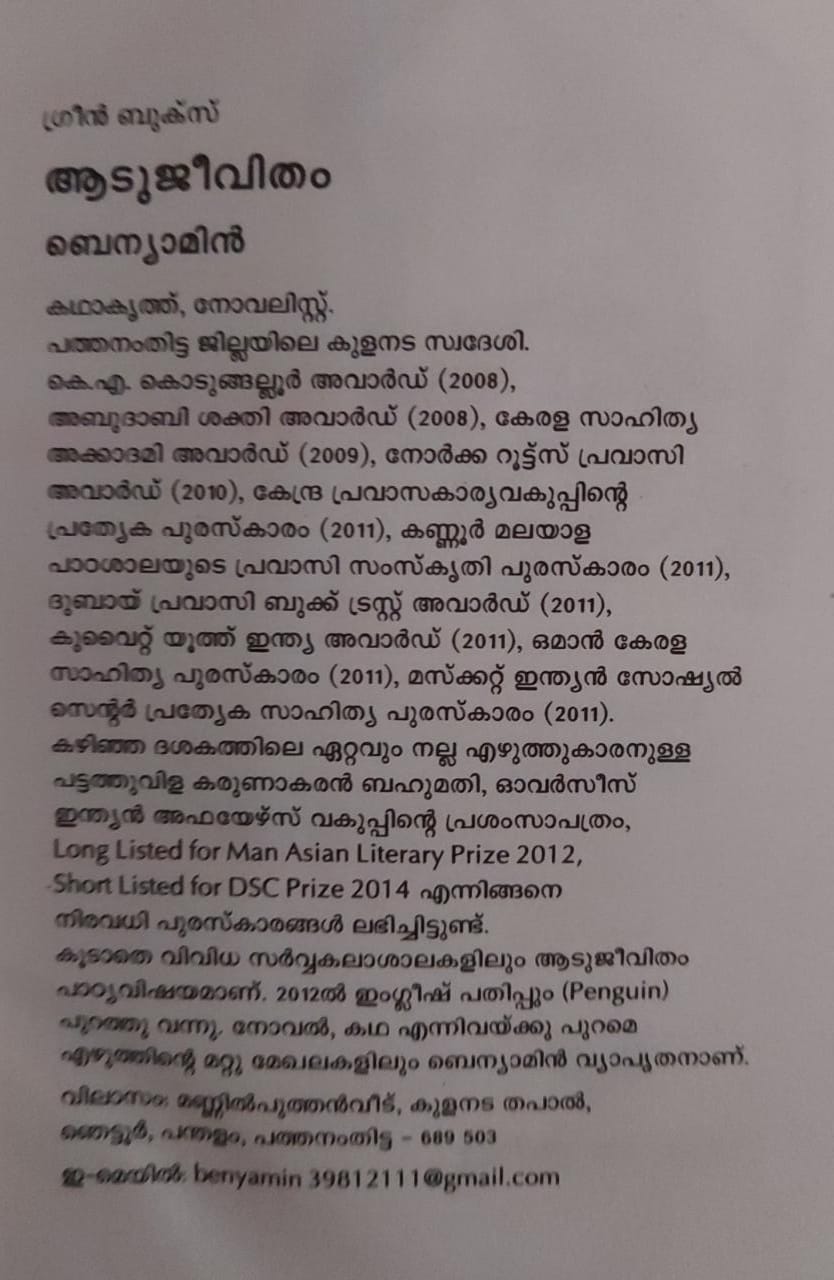 ഗ്രീൻ ബുക്സ്
ആടുജീവിതം
ബെന്യാമിൻ
കഥാകൃത്ത്, നോവലിസ്റ്റ്.
പത്തനംതിട്ട ജില്ലയിലെ കുളനട സ്വദേശി.
കെ.എ. കൊടുങ്ങല്ലൂർ അവാർഡ് (2008),
അബുദാബി ശക്തി അവാർഡ് (2008), കേരള സാഹിത്യ
അക്കാദമി അവാർഡ് (2009), നോർക്ക റൂട്ട്സ് പ്രവാസി
അവാർഡ് (2010), കേന്ദ്ര പ്രവാസകാര്യവകുപ്പിന്റെ
പ്രത്യേക പുരസ്കാരം (2011), കണ്ണൂർ മലയാള
പാഠശാലയുടെ പ്രവാസി സംസ്കൃതി പുരസ്കാരം (2011),
ദുബായ് പ്രവാസി ബുക്ക് ട്രസ്റ്റ് അവാർഡ് (2011),
കുവൈറ്റ് യൂത്ത് ഇന്ത്യ അവാർഡ് (2011), ഒമാൻ കേരള
സാഹിത്യ പുരസ്കാരം (2011), മസ്ക്കറ്റ് ഇന്ത്യൻ സോഷ്യൽ
സെന്റർ പ്രത്യേക സാഹിത്യ പുരസ്കാരം (2011).
കഴിഞ്ഞ ദശകത്തിലെ ഏറ്റവും നല്ല എഴുത്തുകാരനുള്ള
പട്ടത്തുവിള കരുണാകരൻ ബഹുമതി, ഓവർസീസ്
ഇന്ത്യൻ അഫയേഴ്സ് വകുപ്പിന്റെ പ്രശംസാപത്രം,
Long Listed for Man Asian Literary Prize 2012,
Short Listed for DSC Prize 2014 എന്നിങ്ങനെ
നിരവധി പുരസ്കാരങ്ങൾ ലഭിച്ചിട്ടുണ്ട്.
കൂടാതെ വിവിധ സർവ്വകലാശാലകളിലും ആടുജീവിതം
പാഠ്യവിഷയമാണ്. 2012ൽ ഇംഗ്ലീഷ് പതിപ്പും (Penguin)
പുറത്തു വന്നു. നോവൽ, കഥ എന്നിവയ്ക്കു പുറമെ
എഴുത്തിന്റെ മറ്റു മേഖലകളിലും ബെന്യാമിൻ വ്യാപൃതനാണ്.
വിലാസം: മണ്ണിൽപുത്തൻവീട്, കുളനട തപാൽ,
ഞെട്ടൂർ, പന്തളം, പത്തനംതിട്ട - 689 503
ഇ-മെയിൽ: benyamin 39812111@gmail.com